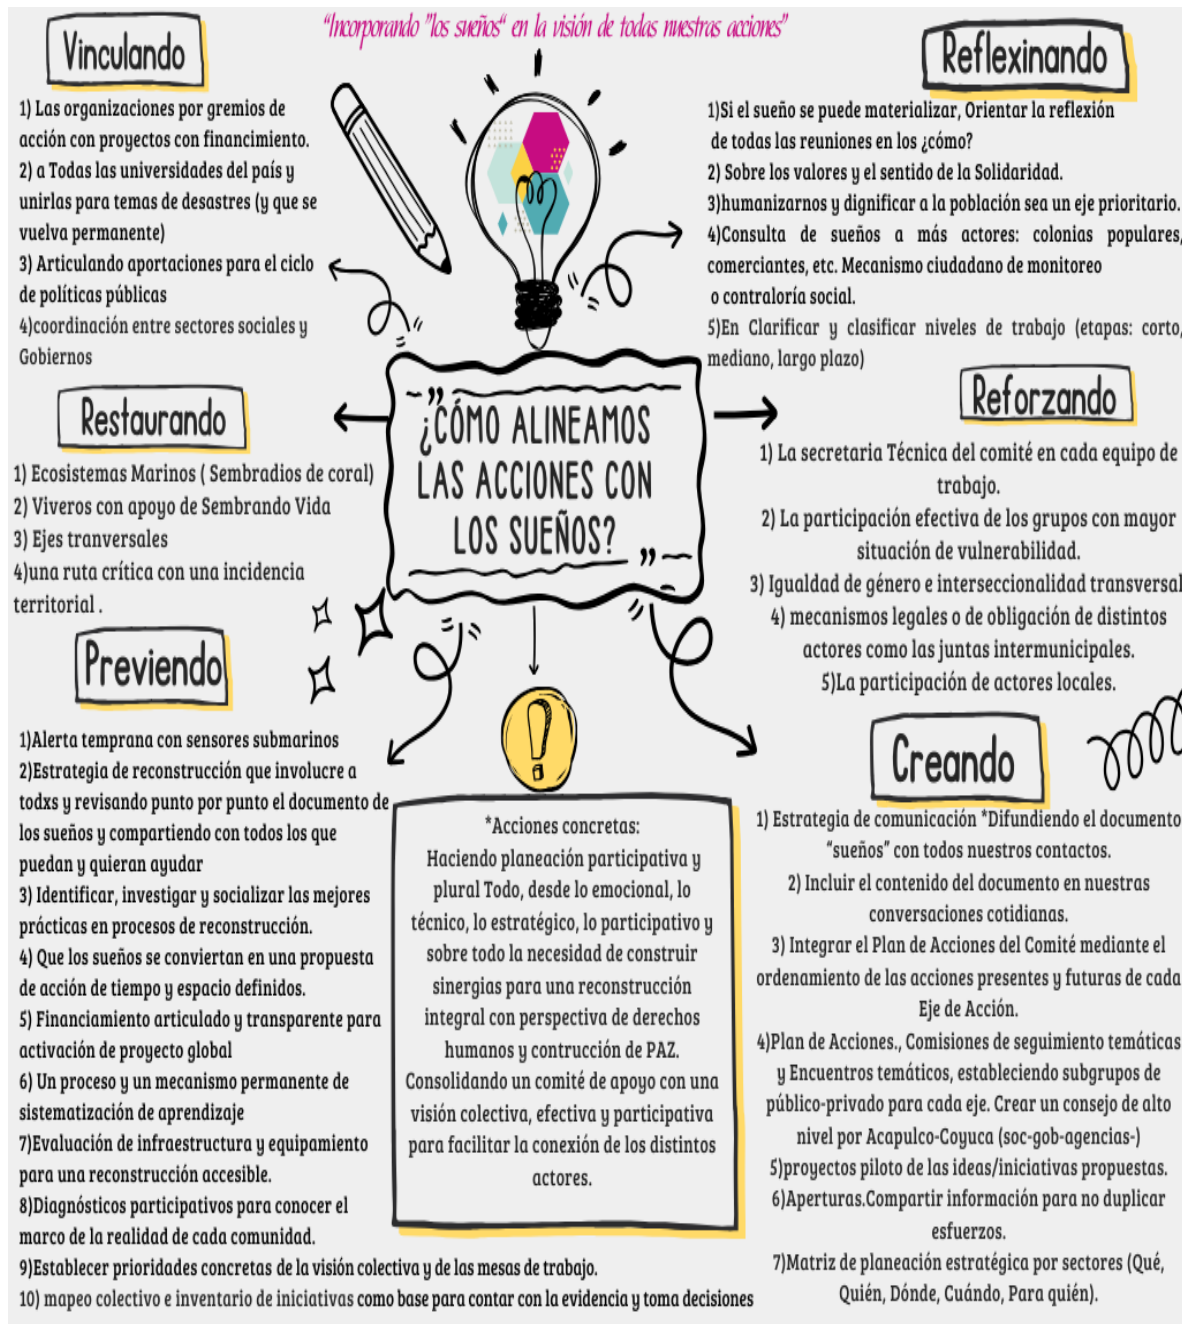 “Incorporando ”los sueños“ en la visión de todas nuestras acciones”
Vinculando
1) Las organizaciones por gremios de
acción con proyectos con financimiento.
2) a Todas las universidades del país y
unirlas para temas de desastres (y que se
vuelva permanente)
3) Articulando aportaciones para el ciclo
de políticas públicas
4)coordinación entre sectores sociales y
Gobiernos
Reflexinando
1)Si el sueño se puede materializar, Orientar la reflexión
de todas las reuniones en los ¿cómo?
2) Sobre los valores y el sentido de la Solidaridad.
3)humanizarnos y dignificar a la población sea un eje prioritario.
4)Consulta de sueños a más actores: colonias populares,
comerciantes, etc. Mecanismo ciudadano de monitoreo
o contraloría social.
5)En Clarificar y clasificar niveles de trabajo (etapas: corto,
mediano, largo plazo)
”¿CÓMO ALINEAMOS
LAS ACCIONES CON
LOS SUEÑOS? ”
Restaurando
1) Ecosistemas Marinos ( Sembradios de coral)
2) Viveros con apoyo de Sembrando Vida
3) Ejes tranversales
4)una ruta crítica con una incidencia
territorial .
Reforzando
1) La secretaria Técnica del comité en cada equipo de
trabajo.
2) La participación efectiva de los grupos con mayor
situación de vulnerabilidad.
3) Igualdad de género e interseccionalidad transversal
4) mecanismos legales o de obligación de distintos
actores como las juntas intermunicipales.
5)La participación de actores locales.
Previendo
1)Alerta temprana con sensores submarinos
2)Estrategia de reconstrucción que involucre a
todxs y revisando punto por punto el documento de
los sueños y compartiendo con todos los que
puedan y quieran ayudar
3) Identificar, investigar y socializar las mejores
prácticas en procesos de reconstrucción.
4) Que los sueños se conviertan en una propuesta
de acción de tiempo y espacio definidos.
5) Financiamiento articulado y transparente para
activación de proyecto global
6) Un proceso y un mecanismo permanente de
sistematización de aprendizaje
7)Evaluación de infraestructura y equipamiento
para una reconstrucción accesible.
8)Diagnósticos participativos para conocer el
marco de la realidad de cada comunidad.
9)Establecer prioridades concretas de la visión colectiva y de las mesas de trabajo.
10) mapeo colectivo e inventario de iniciativas como base para contar con la evidencia y toma decisiones
!
*Acciones concretas:
Haciendo planeación participativa y
plural Todo, desde lo emocional, lo
técnico, lo estratégico, lo participativo y
sobre todo la necesidad de construir
sinergias para una reconstrucción
integral con perspectiva de derechos
humanos y contrucción de PAZ.
Consolidando un comité de apoyo con una
visión colectiva, efectiva y participativa
para facilitar la conexión de los distintos
actores.
Creando
1) Estrategia de comunicación *Difundiendo el documento
“sueños” con todos nuestros contactos.
2) Incluir el contenido del documento en nuestras
conversaciones cotidianas.
3) Integrar el Plan de Acciones del Comité mediante el
ordenamiento de las acciones presentes y futuras de cada
Eje de Acción.
4)Plan de Acciones., Comisiones de seguimiento temáticas
y Encuentros temáticos, estableciendo subgrupos de
público-privado para cada eje. Crear un consejo de alto
nivel por Acapulco-Coyuca (soc-gob-agencias-)
5)proyectos piloto de las ideas/iniciativas propuestas.
6)Aperturas.Compartir información para no duplicar
esfuerzos.
7)Matriz de planeación estratégica por sectores (Qué,
Quién, Dónde, Cuándo, Para quién).